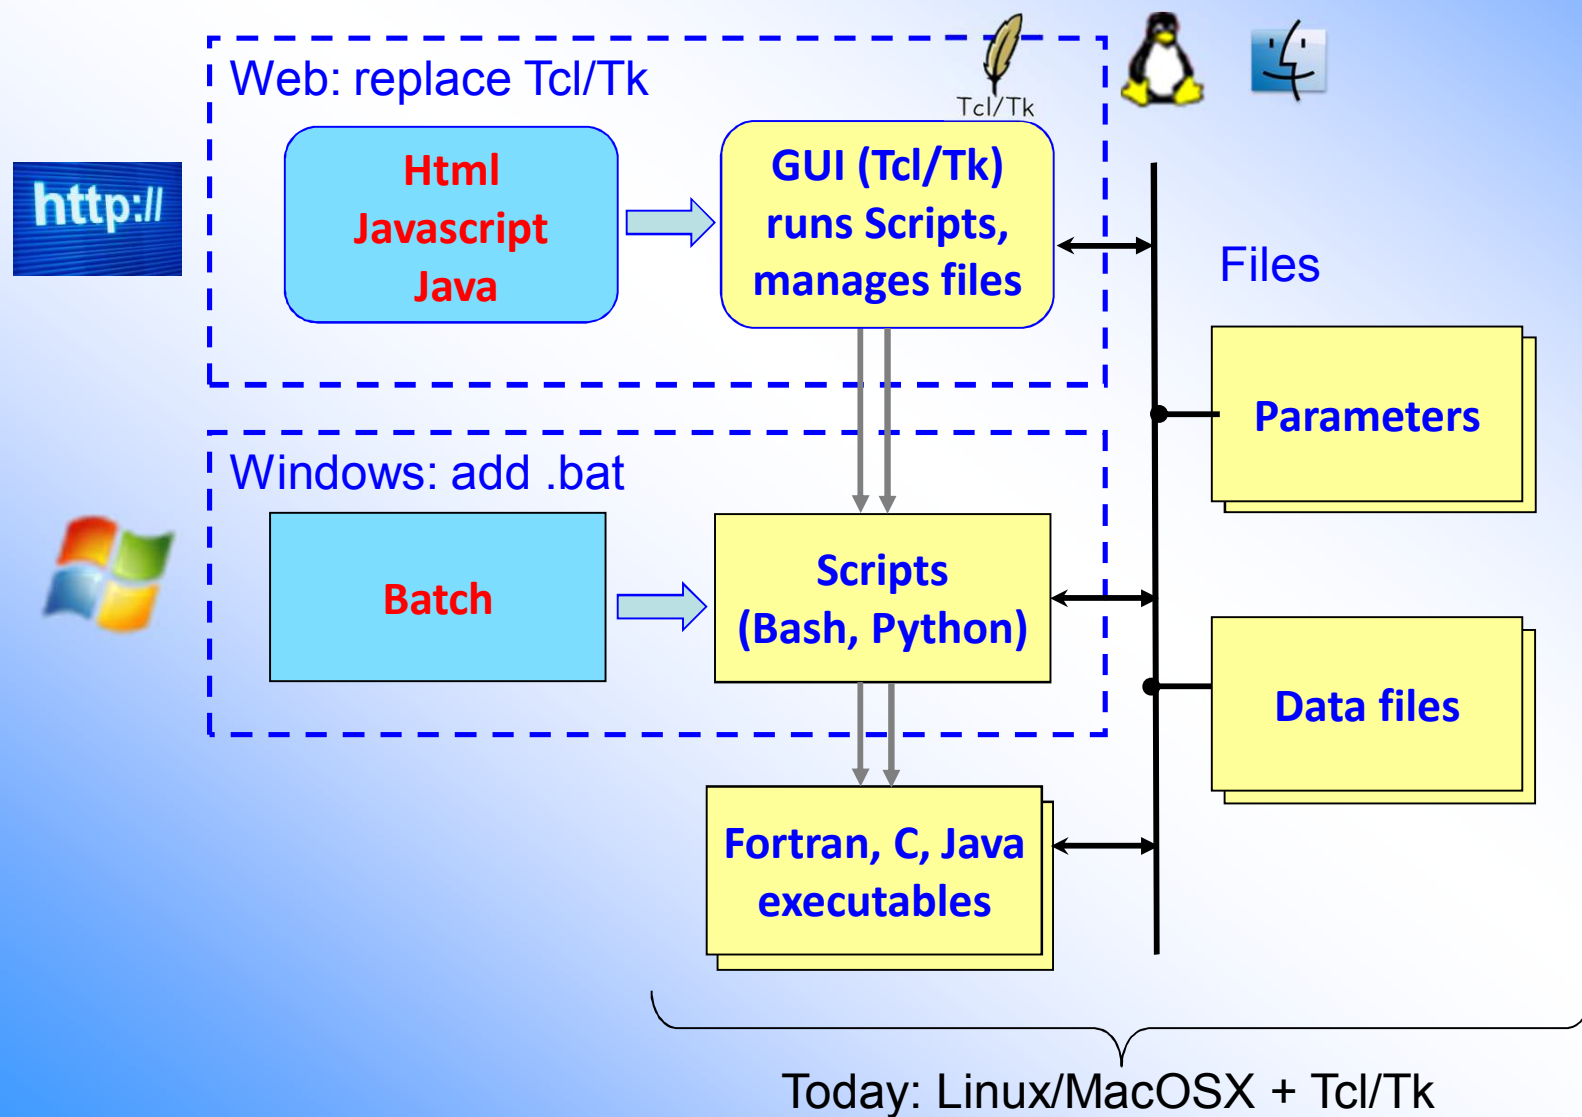 Web: replace Tcl/Tk
Tcl/Tk
http://
Html
Javascript
Java
GUI (Tcl/Tk)
runs Scripts,
manages files
Files
Parameters
Windows: add .bat
Batch
Scripts
(Bash, Python)
Data files
Fortran, C, Java
executables
Today: Linux/MacOSX + Tcl/Tk